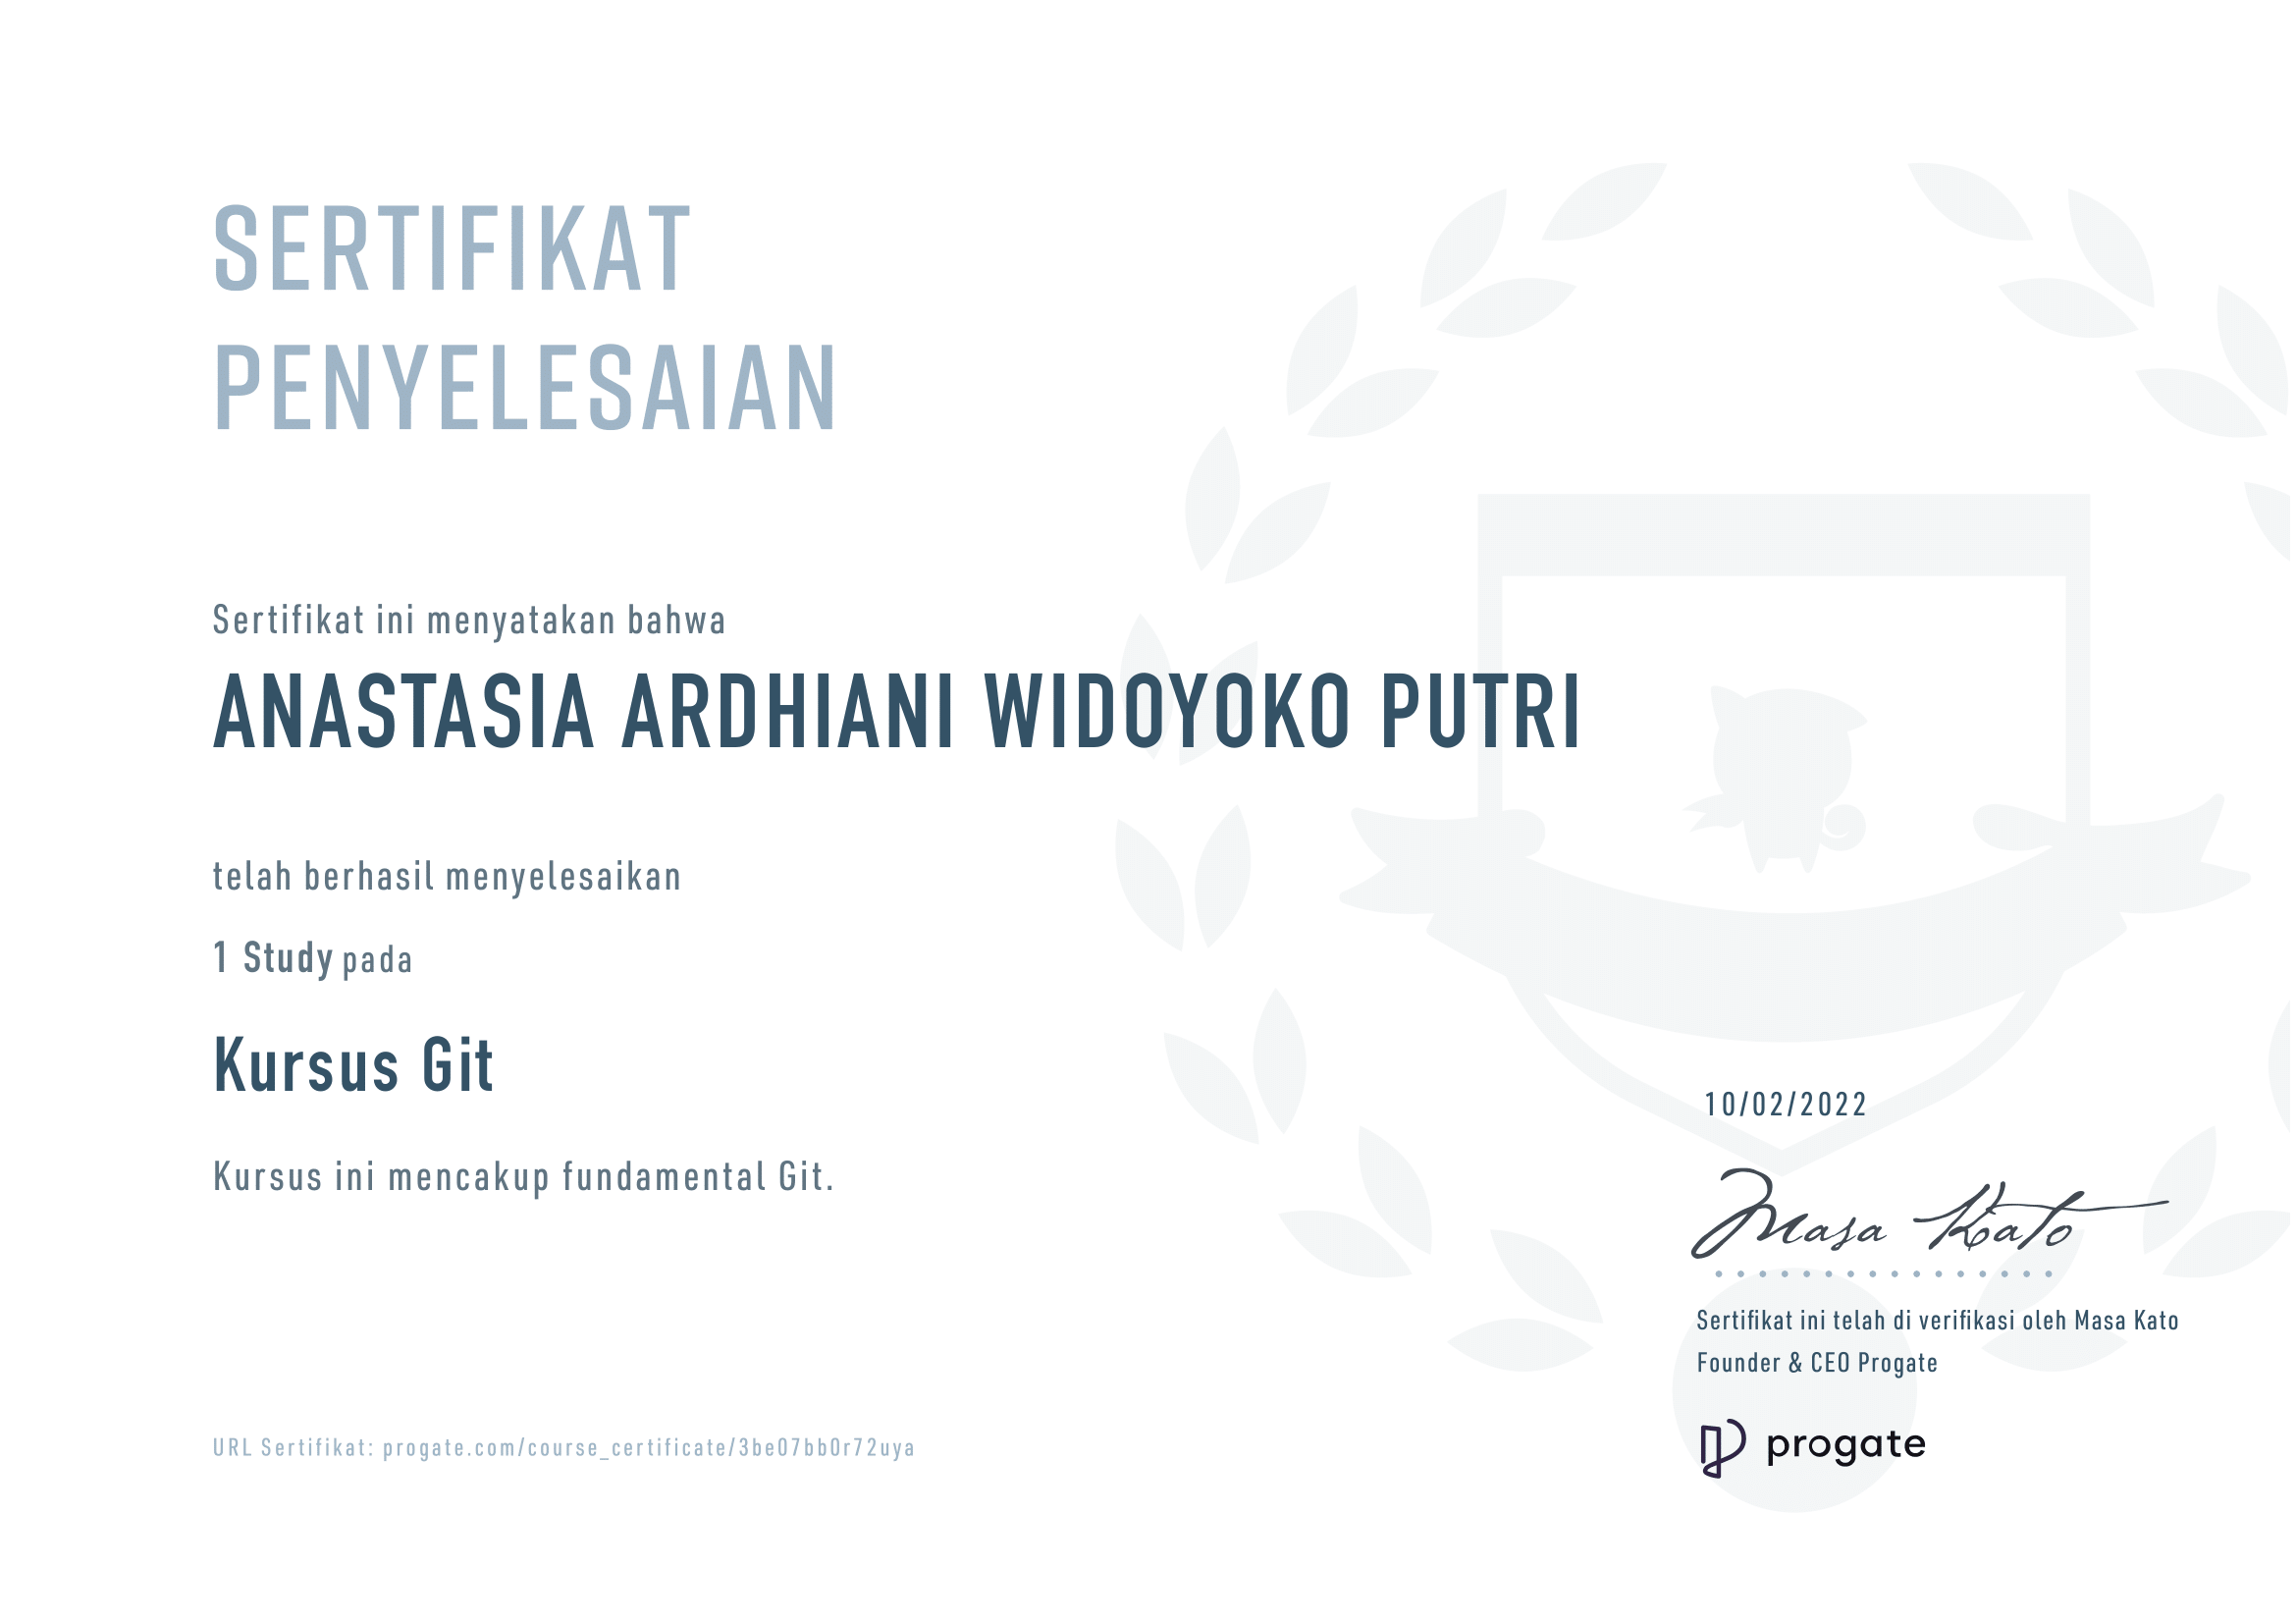 SERTIFIKAT
PENYELESAIAN
Sertifikat ini menyatakan bahwa
ANASTASIA ARDHIANI WIDOYOKO PUTRI
telah berhasil menyelesaikan
1 Study pada
Kursus Git
Kursus ini mencakup fundamental Git.
10/02/2022
Masa Kato
Sertifikat ini telah di verifikasi oleh Masa Kato
Founder & CEO Progate
URL Sertifikat: progate.com/course_certificate/3be07bb0r72uya
progate